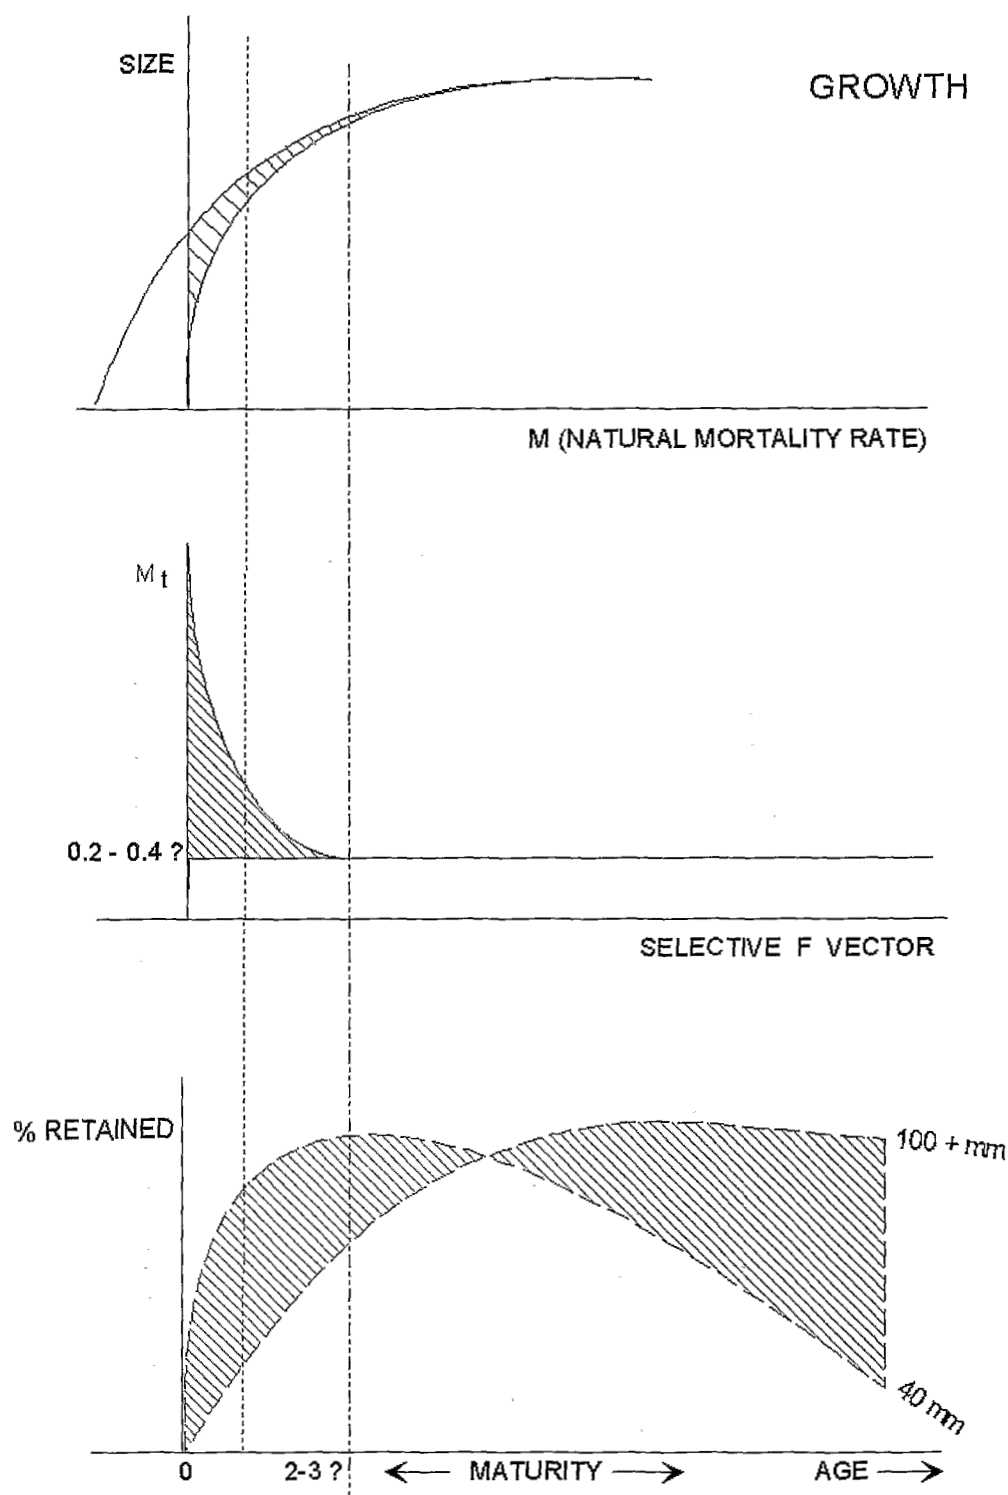 SIZE
GROWTH
M (NATURAL MORTALITY RATE)
Mt
0.2 - 0.4 ?
SELECTIVE F VECTOR
% RETAINED
100 + mm
40 mm
0 2-3 ? MATURITY AGE